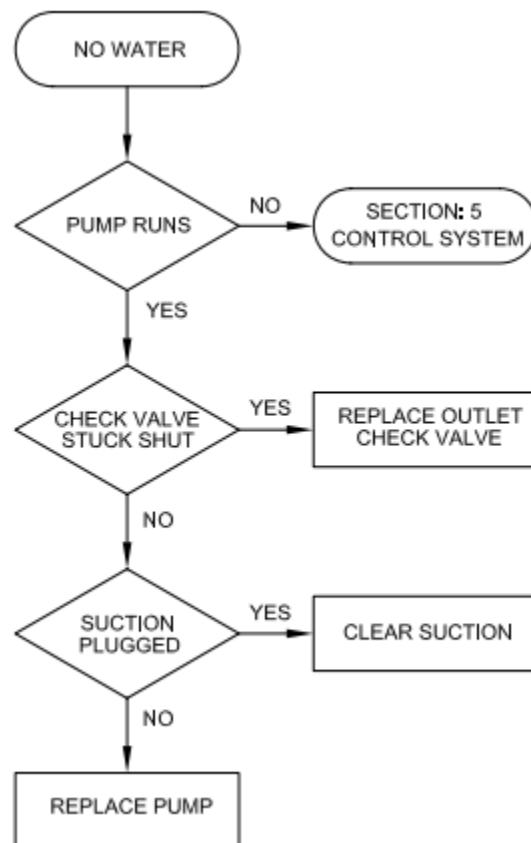 NO WATER
PUMP RUNS
NO
SECTION: 5
CONTROL SYSTEM
YES
CHECK VALVE
STUCK SHUT
YES
REPLACE OUTLET
CHECK VALVE
NO
SUCTION
PLUGGED
YES
CLEAR SUCTION
NO
REPLACE PUMP